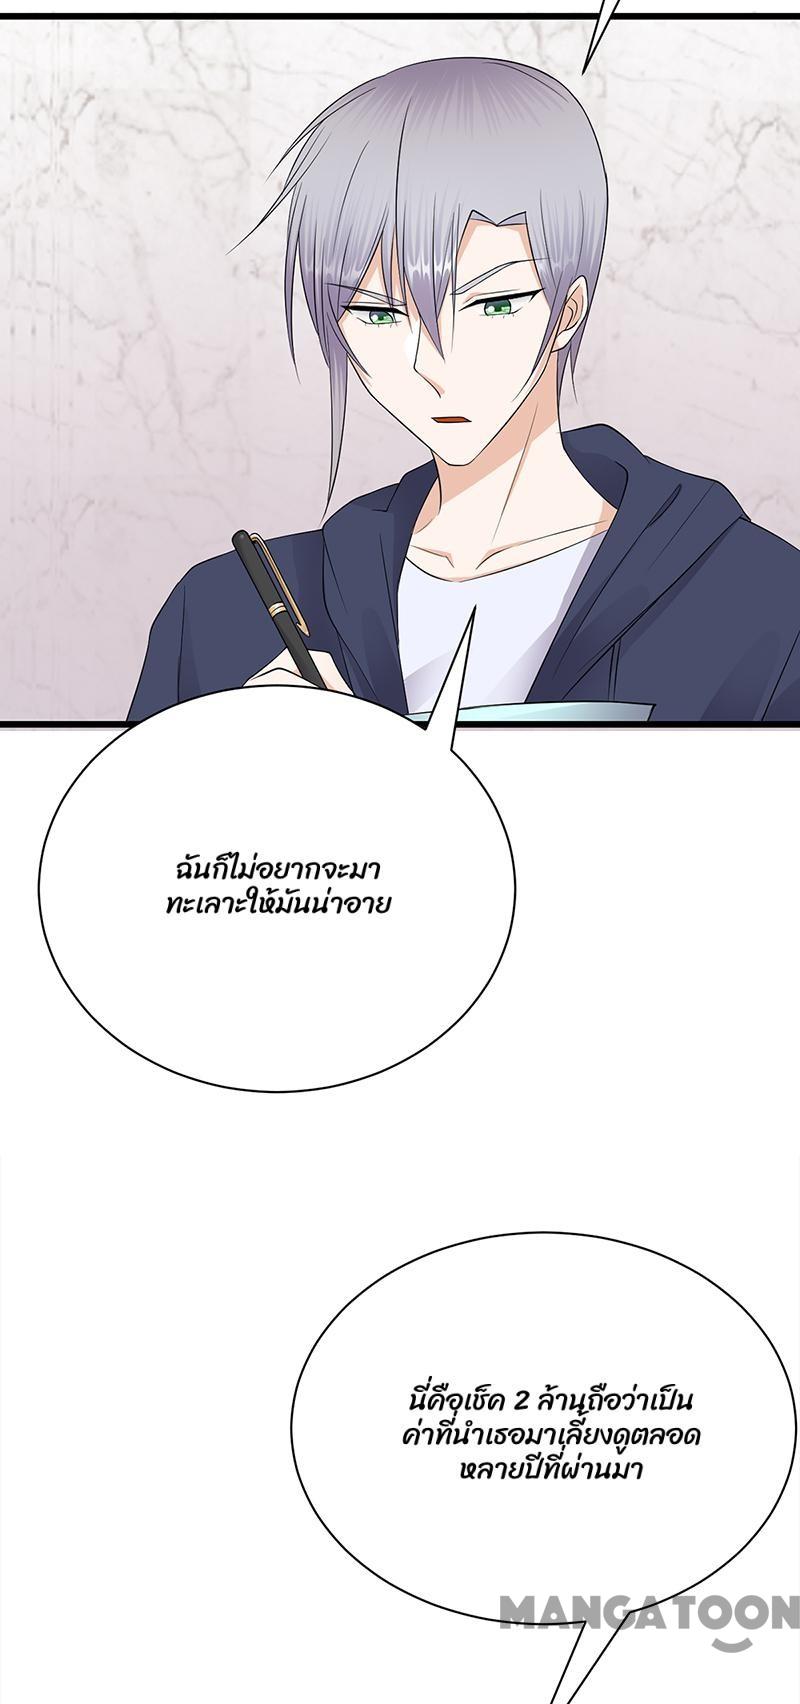 ฉันก็ไม่อยากจะมา
ทะเลาะให้มันน่าอาย
นี่คือเช็ค 2 ล้านถือว่าเป็น
ค่าที่นำเธอมาเลี้ยงดูตลอด
หลายปีที่ผ่านมา
MANGATOON